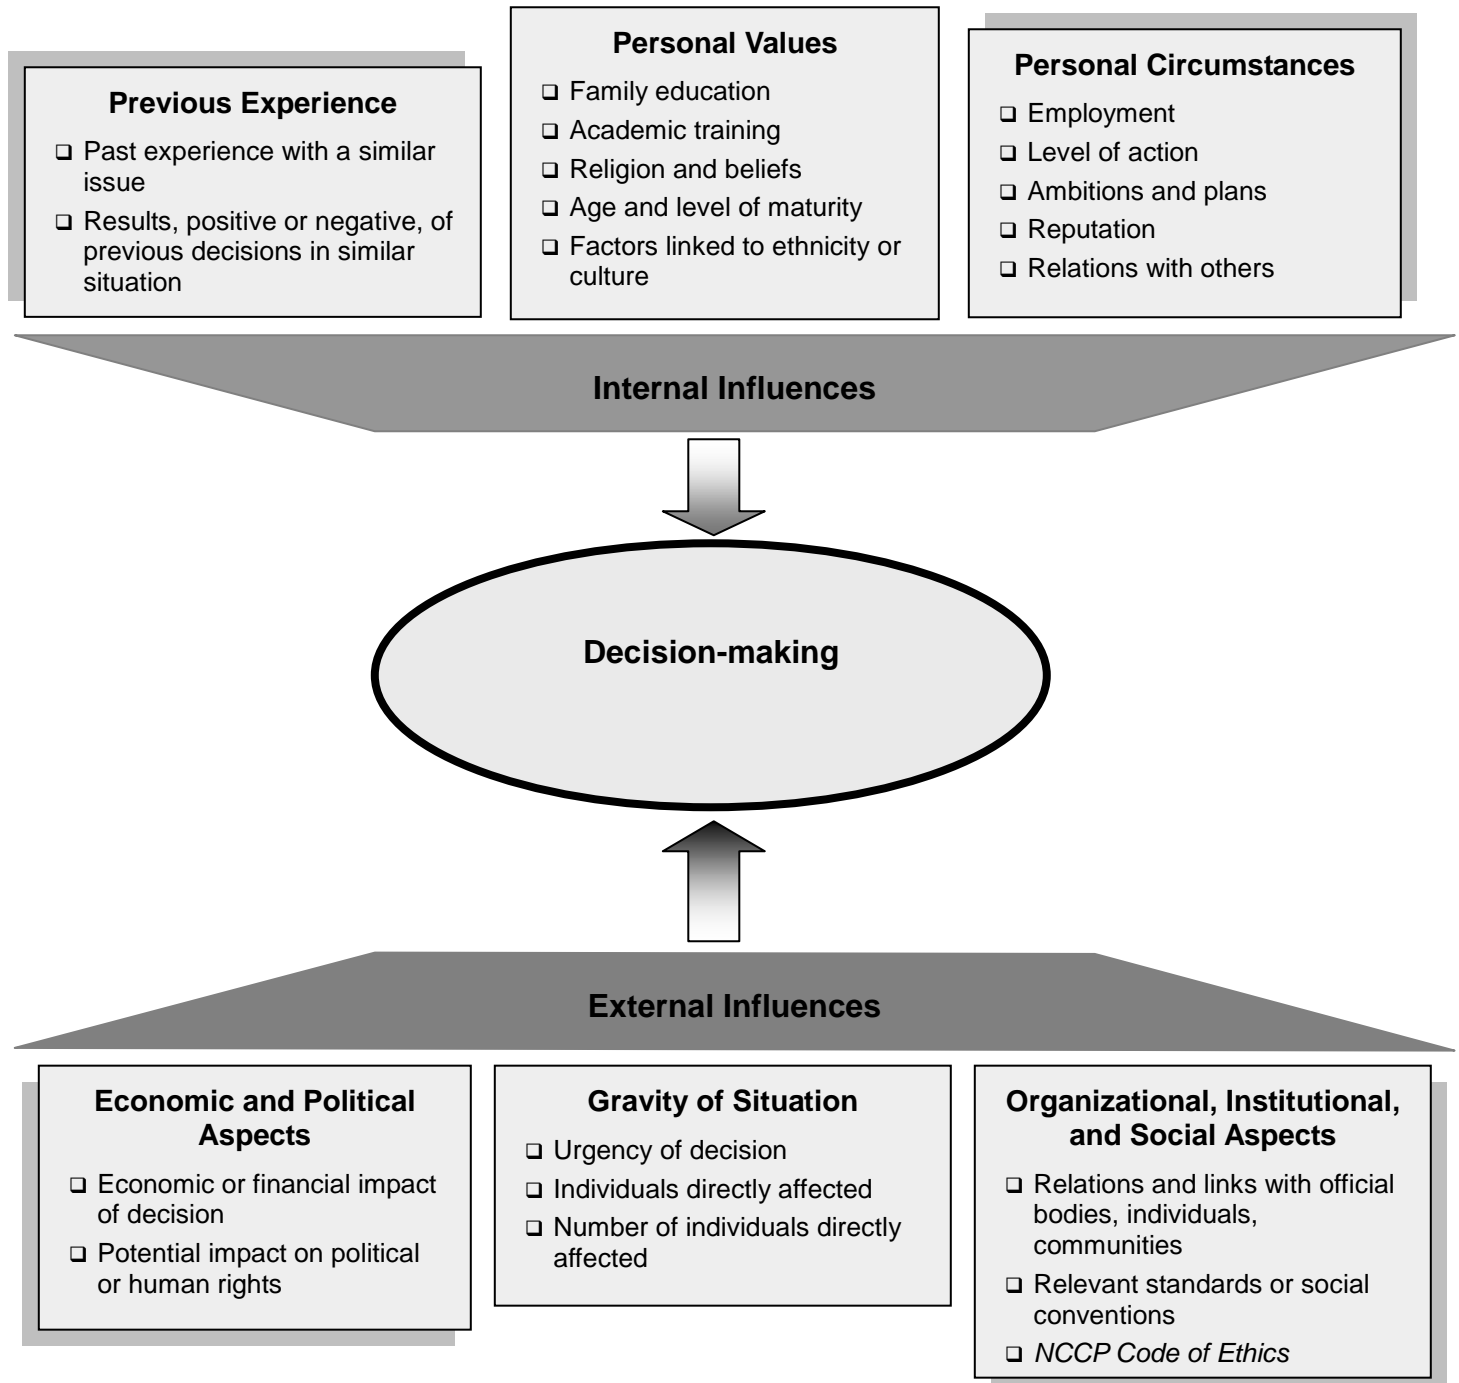 Previous Experience
❑ Past experience with a similar
issue
❑ Results, positive or negative, of
previous decisions in similar
situation
Personal Values
❑ Family education
❑ Academic training
❑ Religion and beliefs
❑ Age and level of maturity
❑ Factors linked to ethnicity or
culture
Personal Circumstances
❑ Employment
❑ Level of action
❑ Ambitions and plans
❑ Reputation
❑ Relations with others
Internal Influences
Decision-making
External Influences
Economic and Political
Aspects
❑ Economic or financial impact
of decision
❑ Potential impact on political
or human rights
Gravity of Situation
❑ Urgency of decision
❑ Individuals directly affected
❑ Number of individuals directly
affected
Organizational, Institutional,
and Social Aspects
❑ Relations and links with official
bodies, individuals,
communities
❑ Relevant standards or social
conventions
❑ NCCP Code of Ethics